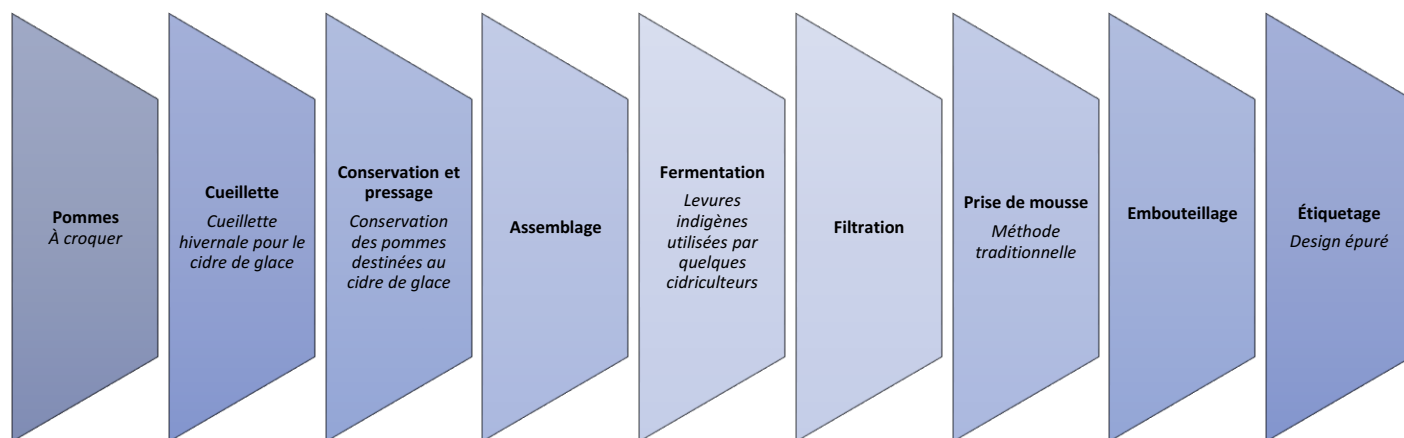 Pommes
À croquer
Cueillette
Cueillette
hivernale pour le
cidre de glace
Conservation et
pressage
Conservation
des pommes
destinées au
cidre de glace
Assemblage
Fermentation
Levures
indigènes
utilisées par
quelques
cidriculteurs
Filtration
Prise de mousse
Méthode
traditionnelle
Embouteillage
Étiquetage
Design épuré